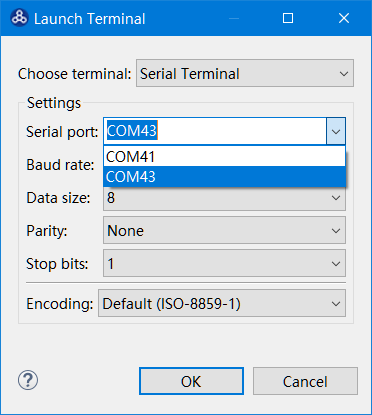 Launch Terminal
Choose terminal: Serial Terminal
Settings
Serial port: COM43
COM41
COM43
Baud rate:
Data size: 8
Parity: None
Stop bits: 1
Encoding: Default (ISO-8859-1)
? OK Cancel